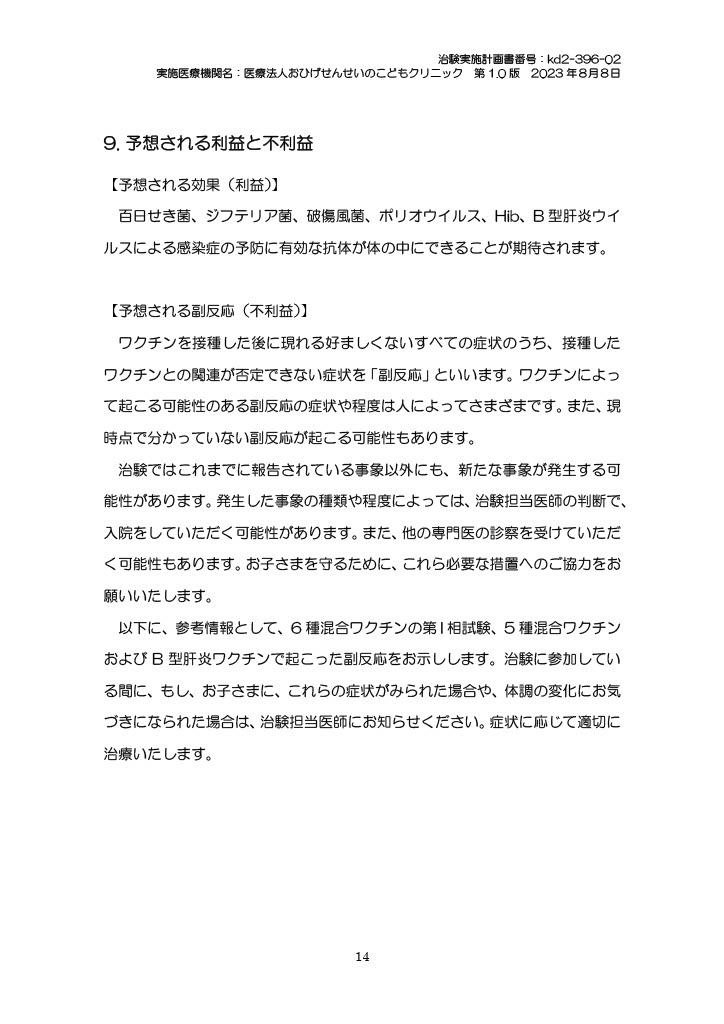 治験実施計画書番号：kd2-396-02
実施医療機関名：医療法人おひげせんせいのこどもクリニック　第 1.0 版　2023 年８月８日
９. 予想される利益と不利益
【予想される効果（利益）】
百日せき菌、ジフテリア菌、破傷風菌、ポリオウイルス、Hib、B 型肝炎ウイ
ルスによる感染症の予防に有効な抗体が体の中にできることが期待されます。
【予想される副反応（不利益）】
ワクチンを接種した後に現れる好ましくないすべての症状のうち、接種した
ワクチンとの関連が否定できない症状を「副反応」といいます。ワクチンによっ
て起こる可能性のある副反応の症状や程度は人によってさまざまです。また、現
時点で分かっていない副反応が起こる可能性もあります。
治験ではこれまでに報告されている事象以外にも、新たな事象が発生する可
能性があります。発生した事象の種類や程度によっては、治験担当医師の判断で、
入院をしていただく可能性があります。また、他の専門医の診察を受けていただ
く可能性もあります。お子さまを守るために、これら必要な措置へのご協力をお
願いいたします。
以下に、参考情報として、６種混合ワクチンの第Ⅰ相試験、５種混合ワクチン
および B 型肝炎ワクチンで起こった副反応をお示しします。治験に参加してい
る間に、もし、お子さまに、これらの症状がみられた場合や、体調の変化にお気
づきになられた場合は、治験担当医師にお知らせください。症状に応じて適切に
治療いたします。
14